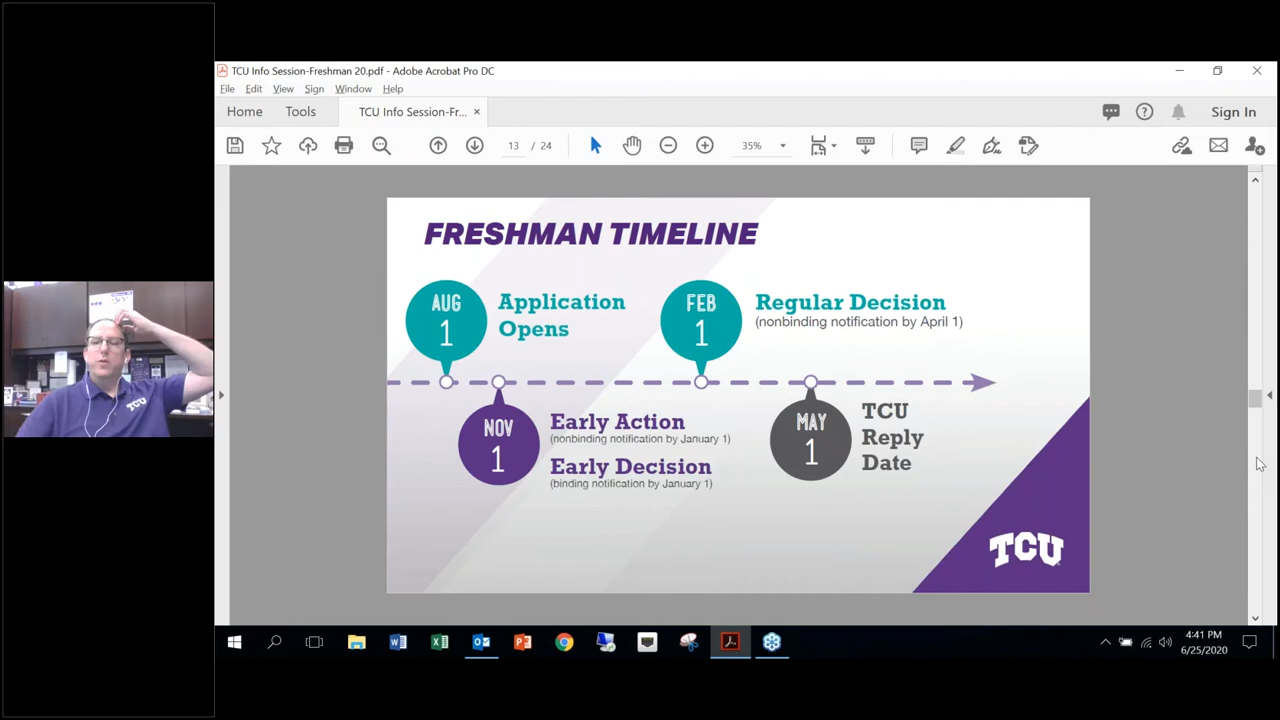 TCU Info Session-Freshman 20.pdf - Adobe Acrobat Pro DC
File Edit View Sign Window Help
Home Tools TCU Info Session-Fr... × Sign In
13 / 24 35%
FRESHMAN TIMELINE
AUG
1
Application
Opens
FEB
1
Regular Decision
(nonbinding notification by April 1)
NOV
1
Early Action
(nonbinding notification by January 1)
Early Decision
(binding notification by January 1)
MAY
1
TCU
Reply
Date
TCU
TCU
4:41 PM
6/25/2020